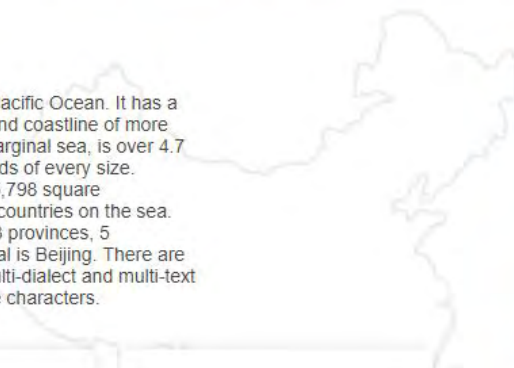 acific Ocean. It has a
nd coastline of more
arginal sea, is over 4.7
ds of every size.
,798 square
countries on the sea.
provinces, 5
al is Beijing. There are
lti-dialect and multi-text
characters.